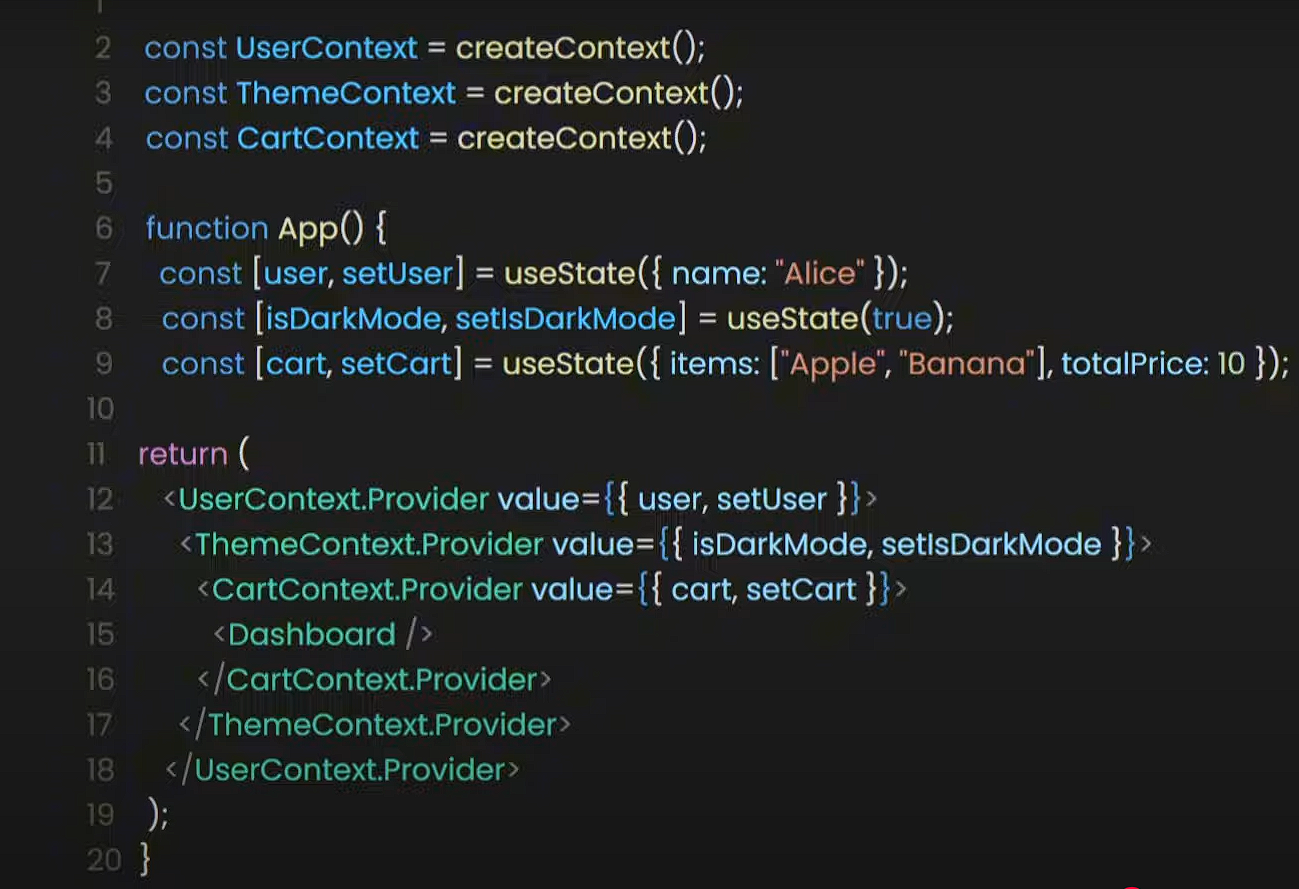 2 const UserContext = createContext();
3 const ThemeContext = createContext();
4 const CartContext = createContext();
5
6 function App() {
7 const [user, setUser] = useState({ name: "Alice" });
8 const [isDarkMode, setIsDarkMode] = useState(true);
9 const [cart, setCart] = useState({ items: ["Apple", "Banana"], totalPrice: 10 });
10
11 return (
12 <UserContext.Provider value={{ user, setUser }}>
13 <ThemeContext.Provider value={{ isDarkMode, setIsDarkMode }}>
14 <CartContext.Provider value={{ cart, setCart }}>
15 <Dashboard />
16 </CartContext.Provider>
17 </ThemeContext.Provider>
18 </UserContext.Provider>
19 );
20 }